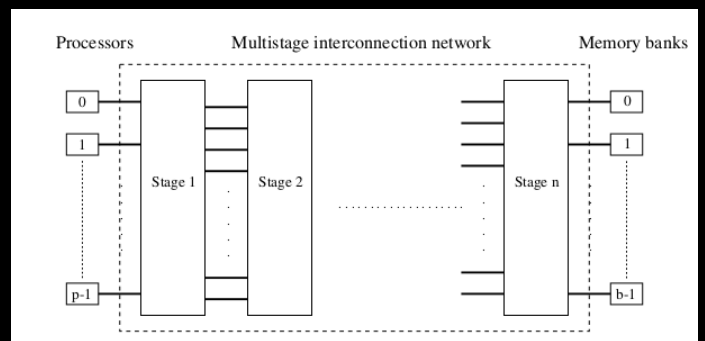 Processors Multistage interconnection network Memory banks
0 0
1 1
Stage 1 Stage 2 Stage n
p-1 b-1